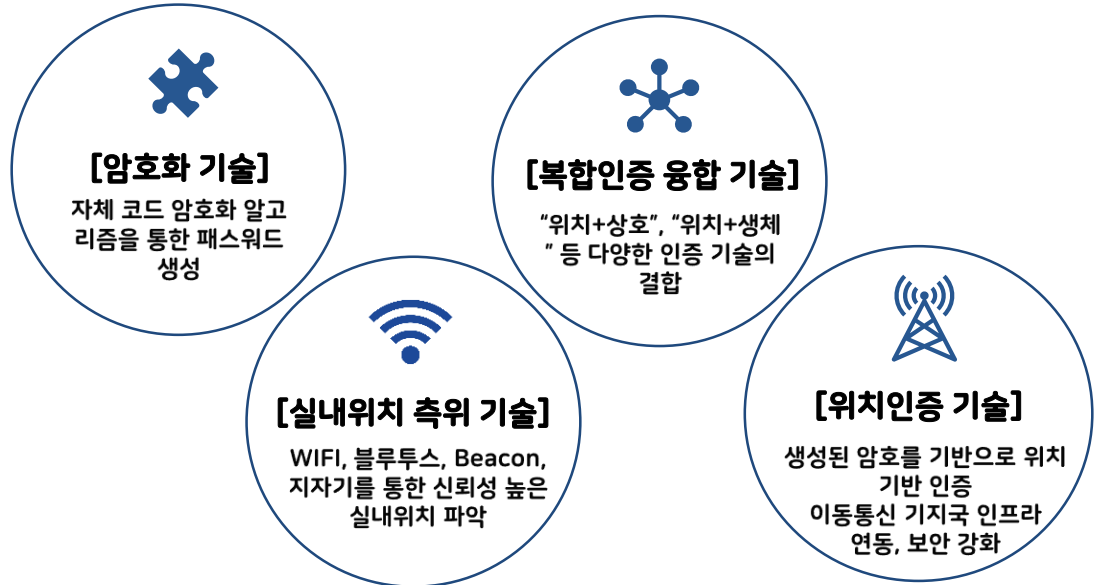 [암호화 기술]
자체 코드 암호화 알고
리즘을 통한 패스워드
생성
[실내위치 측위 기술]
WIFI, 블루투스, Beacon,
지자기를 통한 신뢰성 높은
실내위치 파악
[복합인증 융합 기술]
“위치+상호”, “위치+생체
” 등 다양한 인증 기술의
결합
[위치인증 기술]
생성된 암호를 기반으로 위치
기반 인증
이동통신 기지국 인프라
연동, 보안 강화